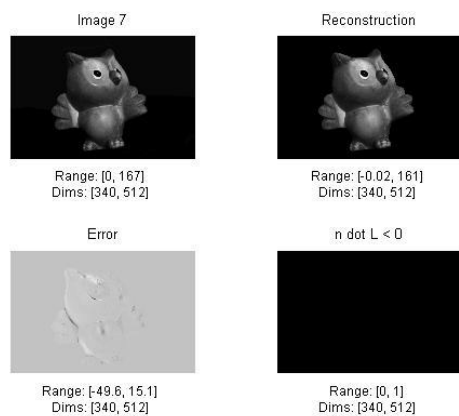 Image 7
Reconstruction
Range: [0, 167]
Dims: [340, 512]
Range: [-0.02, 161]
Dims: [340, 512]
Error
n dot L < 0
Range: [-49.6, 15.1]
Dims: [340, 512]
Range: [0, 1]
Dims: [340, 512]